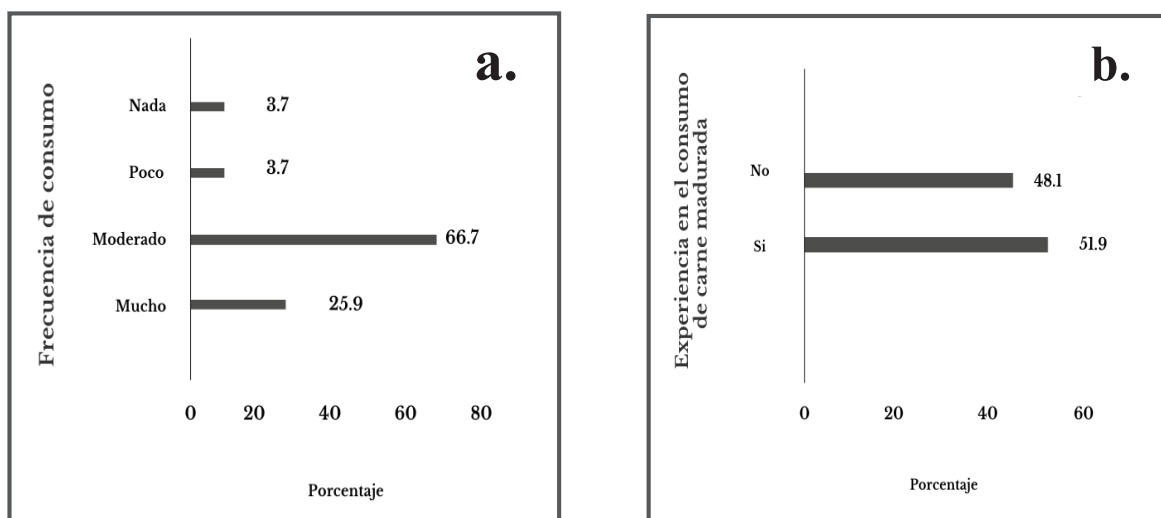 a.
Frecuencia de consumo
Nada 3.7
Poco 3.7
Moderado 66.7
Mucho 25.9
0 20 40 60 80
Porcentaje
b.
Experiencia en el consumo
de carne madurada
No 48.1
Si 51.9
0 20 40 60
Porcentaje